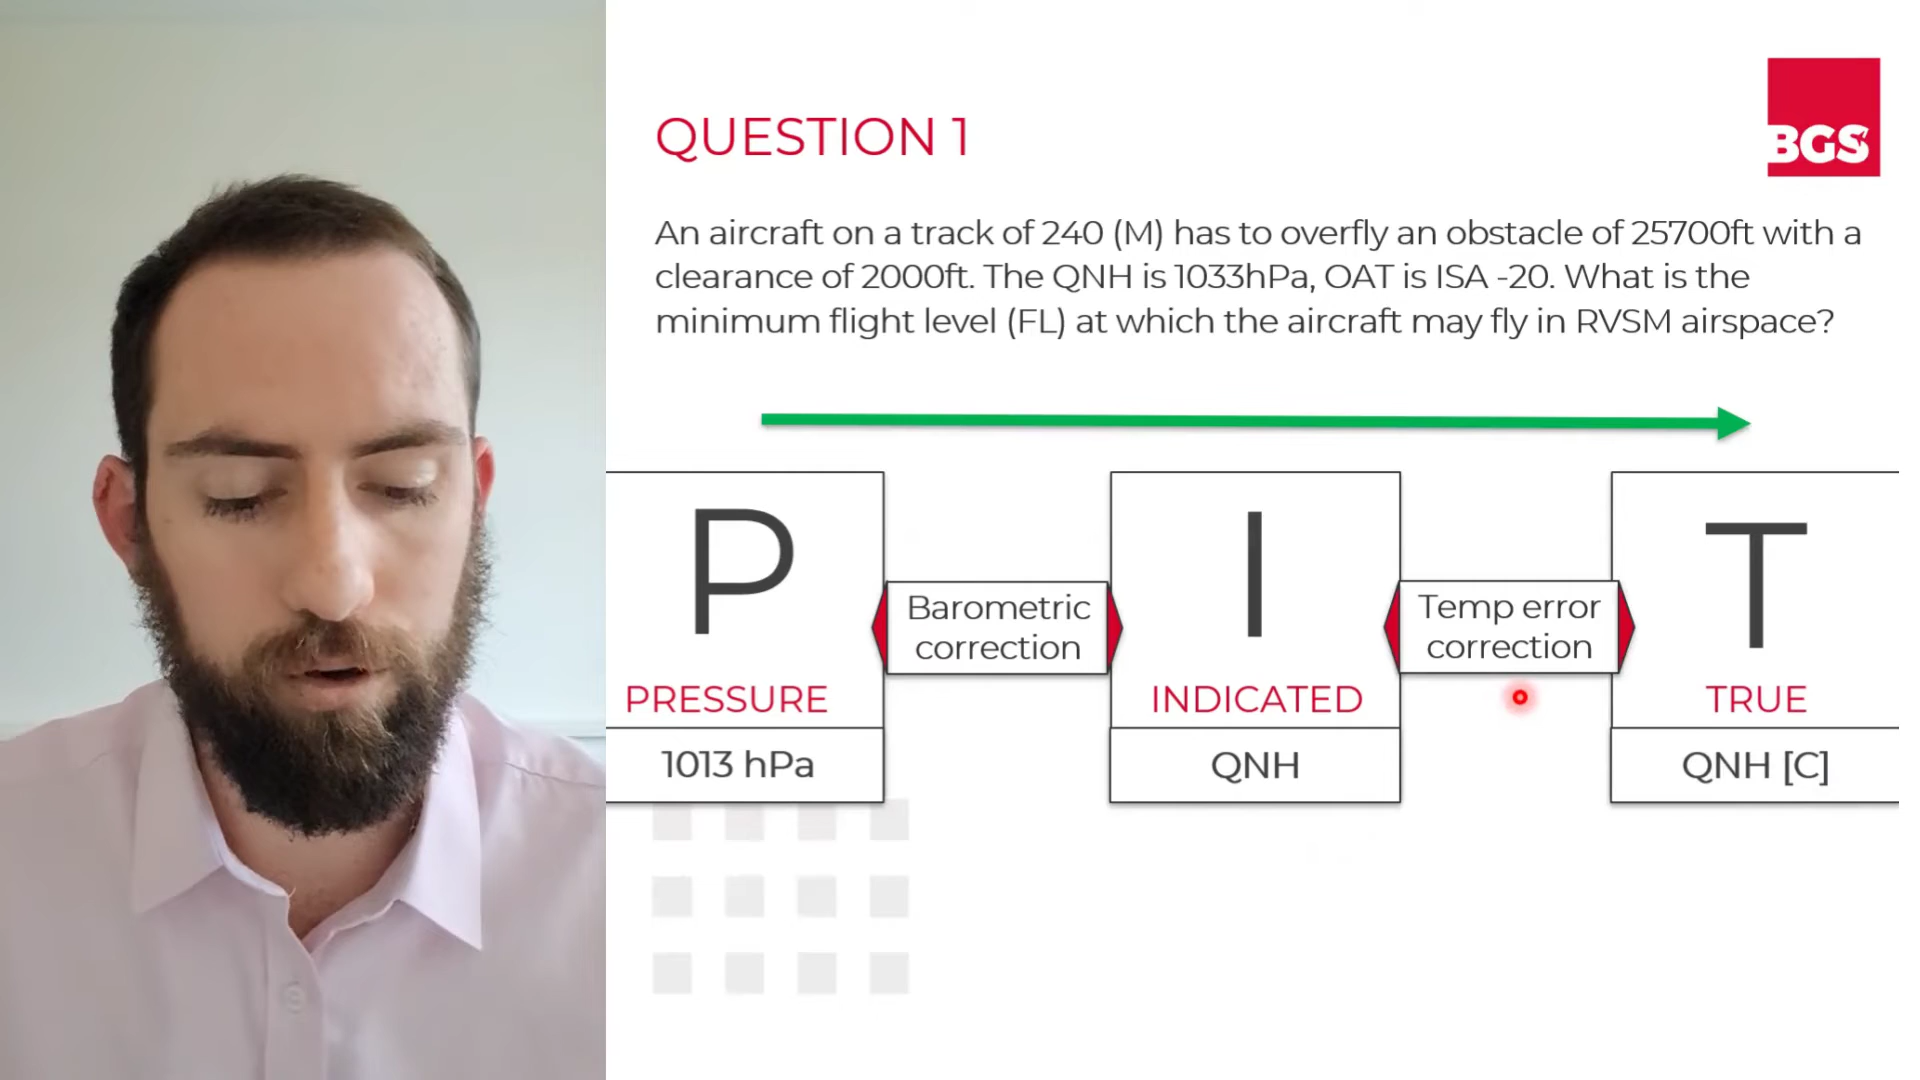 BGS
QUESTION 1
An aircraft on a track of 240 (M) has to overfly an obstacle of 25700ft with a
clearance of 2000ft. The QNH is 1033hPa, OAT is ISA -20. What is the
minimum flight level (FL) at which the aircraft may fly in RVSM airspace?
P
I
T
Barometric
correction
Temp error
correction
PRESSURE
INDICATED
TRUE
1013 hPa
QNH
QNH [C]